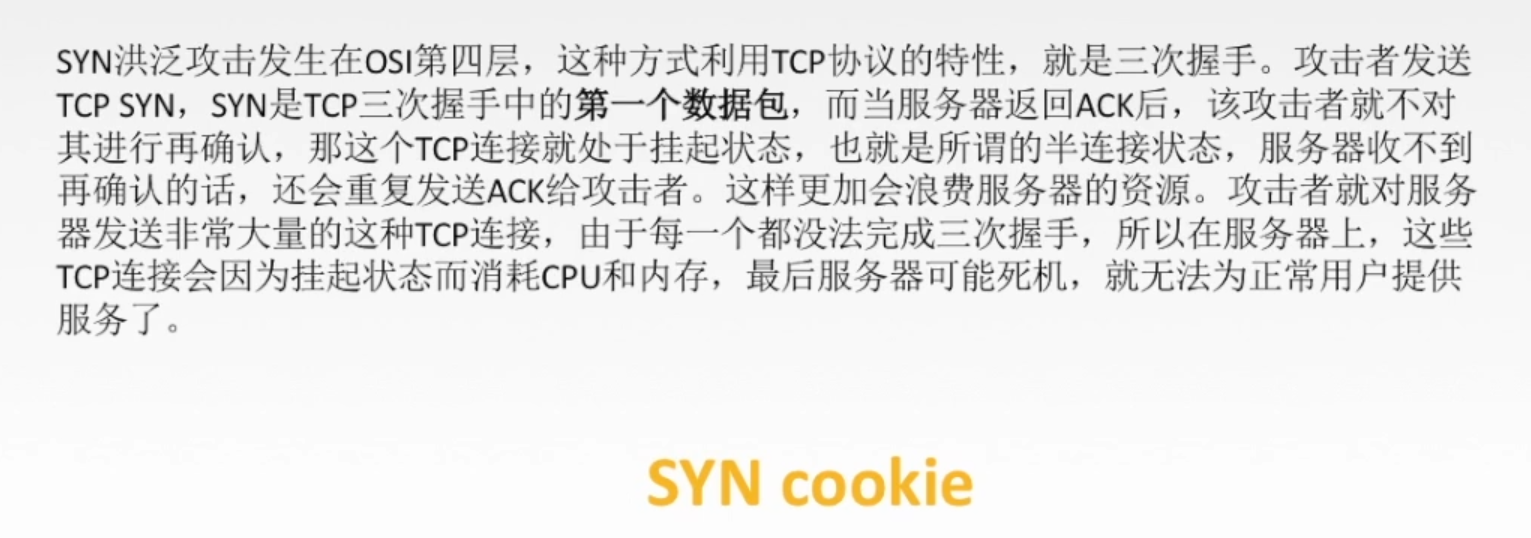 SYN洪泛攻击发生在OSI第四层，这种方式利用TCP协议的特性，就是三次握手。攻击者发送
TCP SYN，SYN是TCP三次握手中的第一个数据包，而当服务器返回ACK后，该攻击者就不对
其进行再确认，那这个TCP连接就处于挂起状态，也就是所谓的半连接状态，服务器收不到
再确认的话，还会重复发送ACK给攻击者。这样更加会浪费服务器的资源。攻击者就对服务
器发送非常大量的这种TCP连接，由于每一个都没法完成三次握手，所以在服务器上，这些
TCP连接会因为挂起状态而消耗CPU和内存，最后服务器可能死机，就无法为正常用户提供
服务了。
SYN cookie